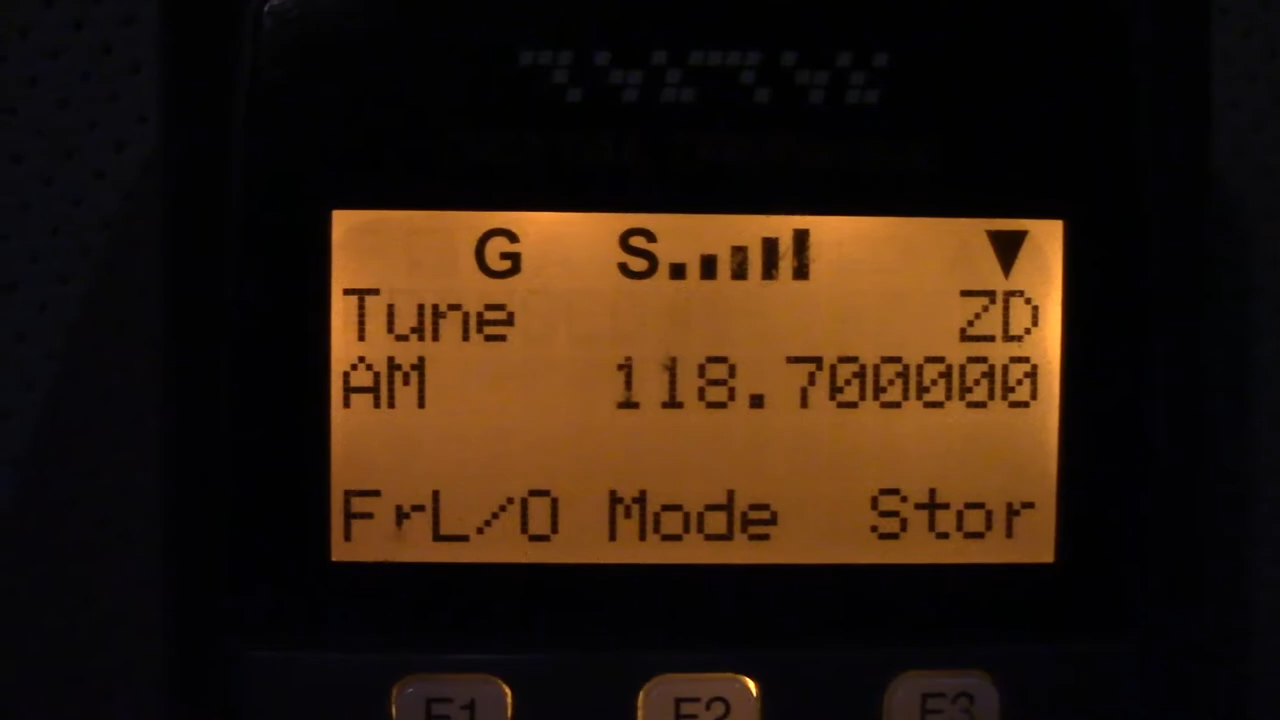 G S
Tune ZD
AM 118.700000
FrL/O Mode Stor
F1 F2 F3